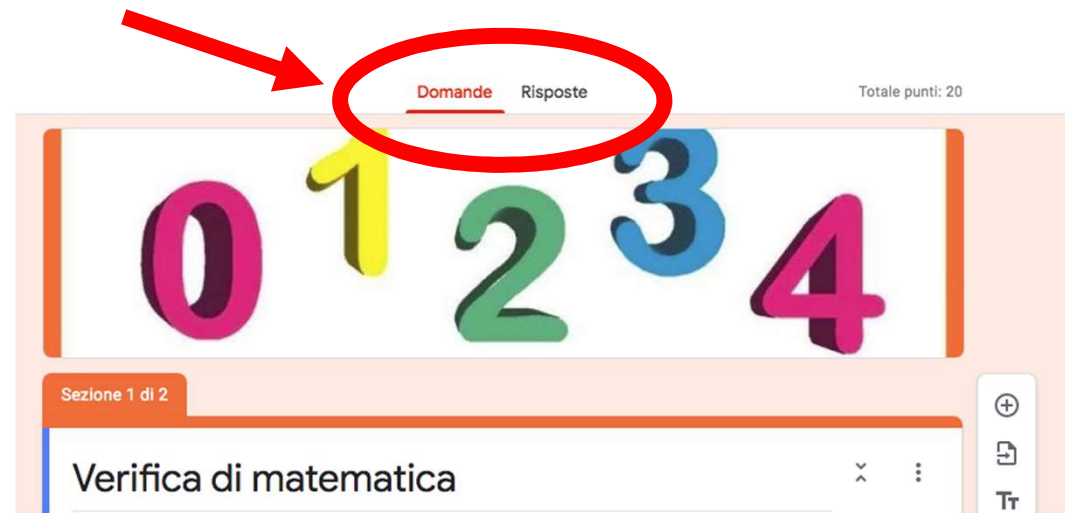 Domande Risposte Totale punti: 20
0 1 2 3 4
Sezione 1 di 2
Verifica di matematica
Tт